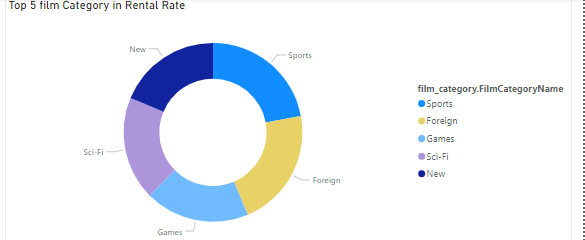 Top 5 film Category in Rental Rate
New
Sports
Sci-Fi
Foreign
Games
film_category.FilmCategoryName
Sports
Foreign
Games
Sci-Fi
New